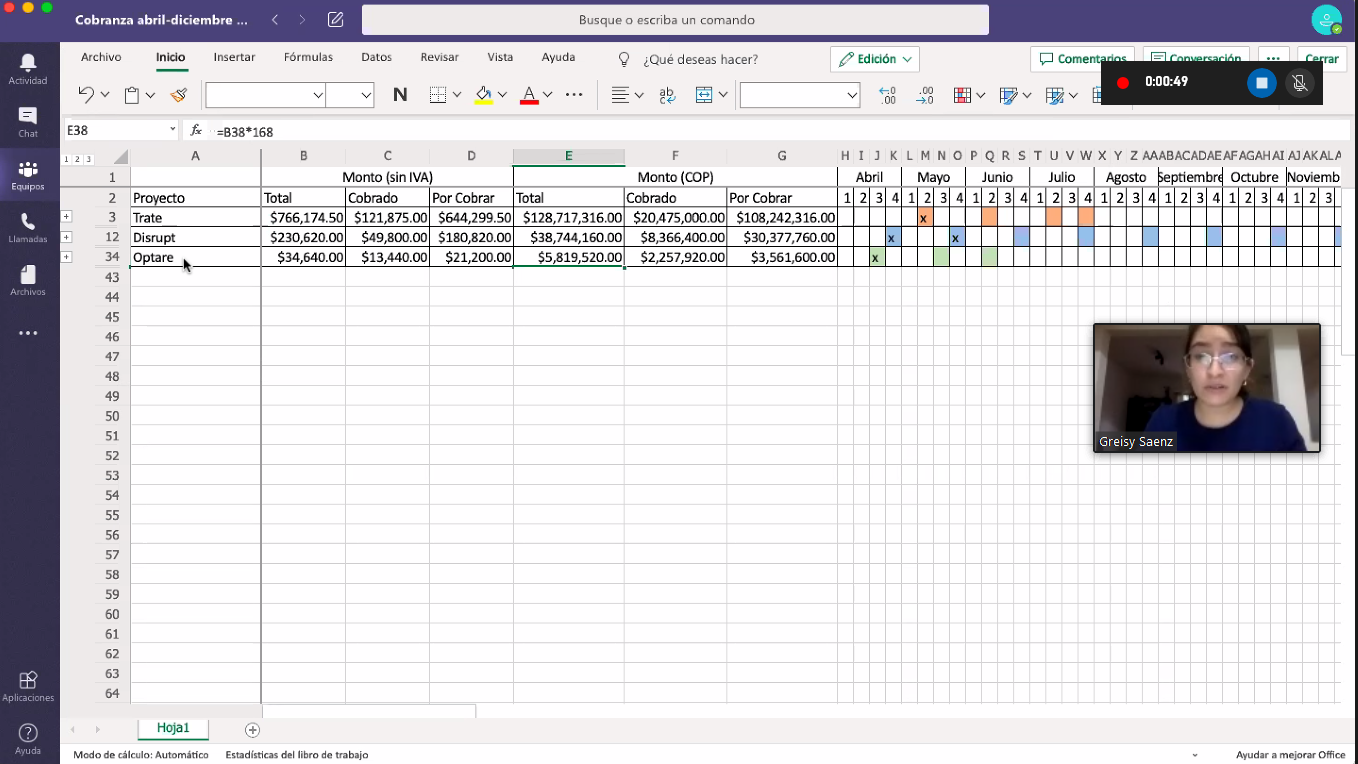 Cobranza abril-diciembre ...
Busque o escriba un comando
Actividad
Chat
Equipos
Llamadas
Archivos
Aplicaciones
Ayuda
Archivo Inicio Insertar Fórmulas Datos Revisar Vista Ayuda ¿Qué deseas hacer? Edición Comentarios Conversación ... Cerrar
0:00:49
N A ab ...
E38 fx =B38*168
1 2 3 A B C D E F G H I J K L M N O P Q R S T U V W X Y Z AA AB AC AD AE AF AG AH AI AJ AK AL A
1 Monto (sin IVA) Monto (COP) Abril Mayo Junio Julio Agosto Septiembre Octubre Noviemb
2 Proyecto Total Cobrado Por Cobrar Total Cobrado Por Cobrar 1 2 3 4 1 2 3 4 1 2 3 4 1 2 3 4 1 2 3 4 1 2 3 4 1 2 3 4 1 2 3
3 Trate $766,174.50 $121,875.00 $644,299.50 $128,717,316.00 $20,475,000.00 $108,242,316.00 x
12 Disrupt $230,620.00 $49,800.00 $180,820.00 $38,744,160.00 $8,366,400.00 $30,377,760.00 x x
34 Optare $34,640.00 $13,440.00 $21,200.00 $5,819,520.00 $2,257,920.00 $3,561,600.00 x
43
44
45
46
47
48
49
50
51
52
53
54
55
56
57
58
59
60
61
62
63
64
Greisy Saenz
Hoja1
Modo de cálculo: Automático Estadísticas del libro de trabajo Ayudar a mejorar Office